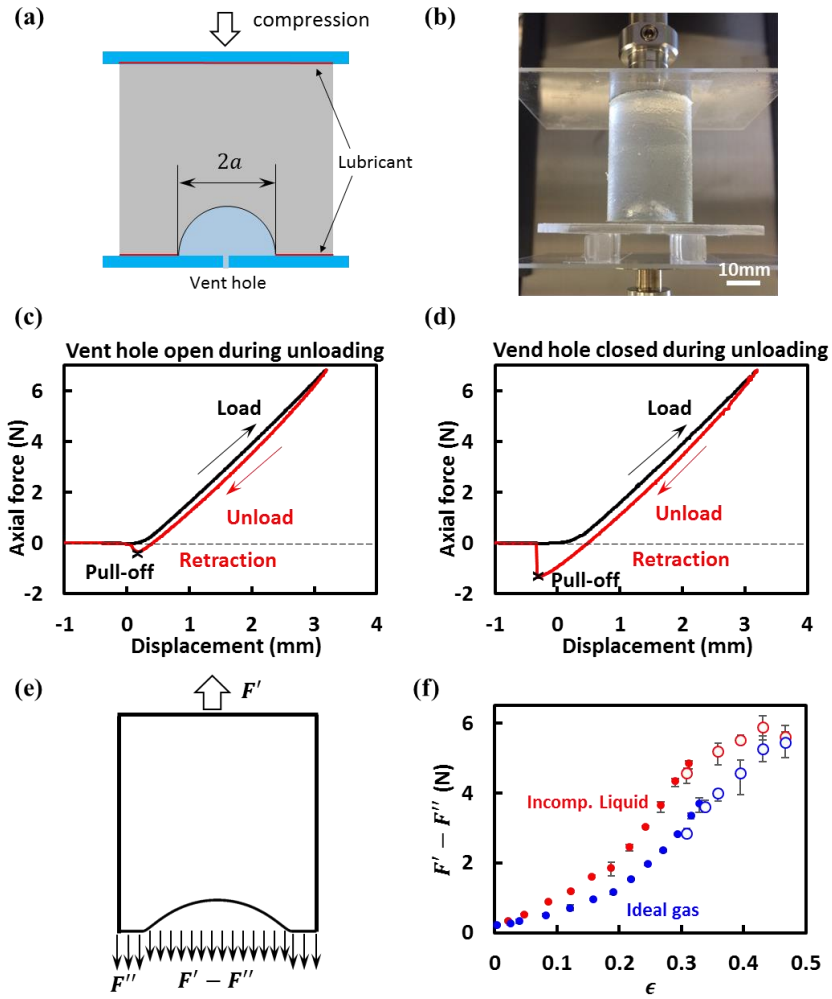 (a)
compression
2a
Lubricant
Vent hole
(b)
10mm
(c)
Vent hole open during unloading
Axial force (N)
6
4
2
0
-2
Load
Unload
Retraction
Pull-off
-1 0 1 2 3 4
Displacement (mm)
(d)
Vend hole closed during unloading
Axial force (N)
6
4
2
0
-2
Load
Unload
Retraction
Pull-off
-1 0 1 2 3 4
Displacement (mm)
(e)
F′
F″ F′ − F″
(f)
F′ − F″ (N)
6
4
2
0
Incomp. Liquid
Ideal gas
0 0.1 0.2 0.3 0.4 0.5
ϵ